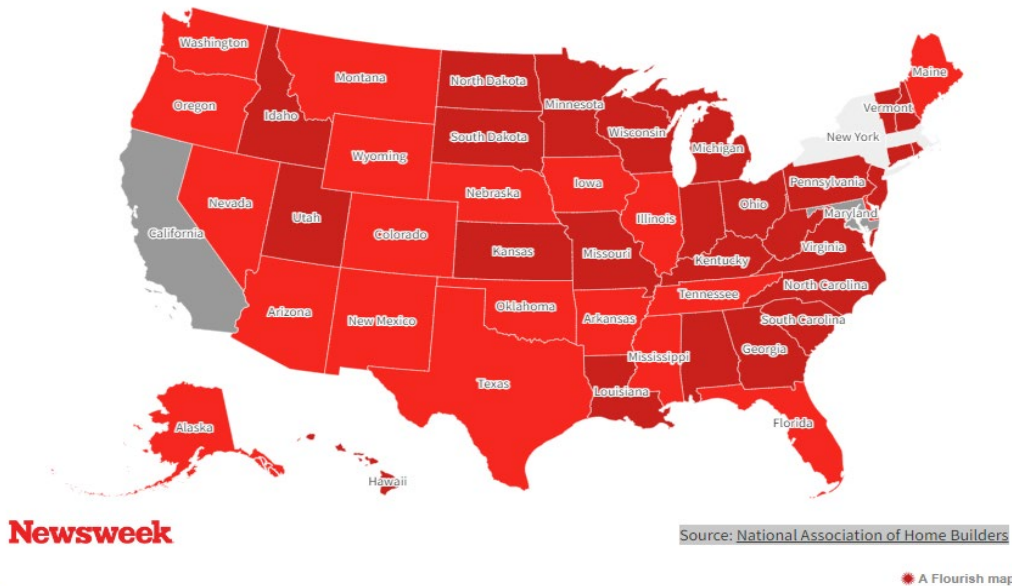 Washington
Montana
North Dakota
Minnesota
Maine
Oregon
Idaho
Vermont
Wisconsin
New York
South Dakota
Michigan
Wyoming
Pennsylvania
Iowa
Nebraska
Ohio
Nevada
Utah
Illinois
Maryland
California
Colorado
Kansas
Missouri
Virginia
Kentucky
North Carolina
Tennessee
Oklahoma
Arizona
New Mexico
Arkansas
South Carolina
Georgia
Mississippi
Texas
Louisiana
Florida
Alaska
Hawaii
Newsweek
Source: National Association of Home Builders
A Flourish map